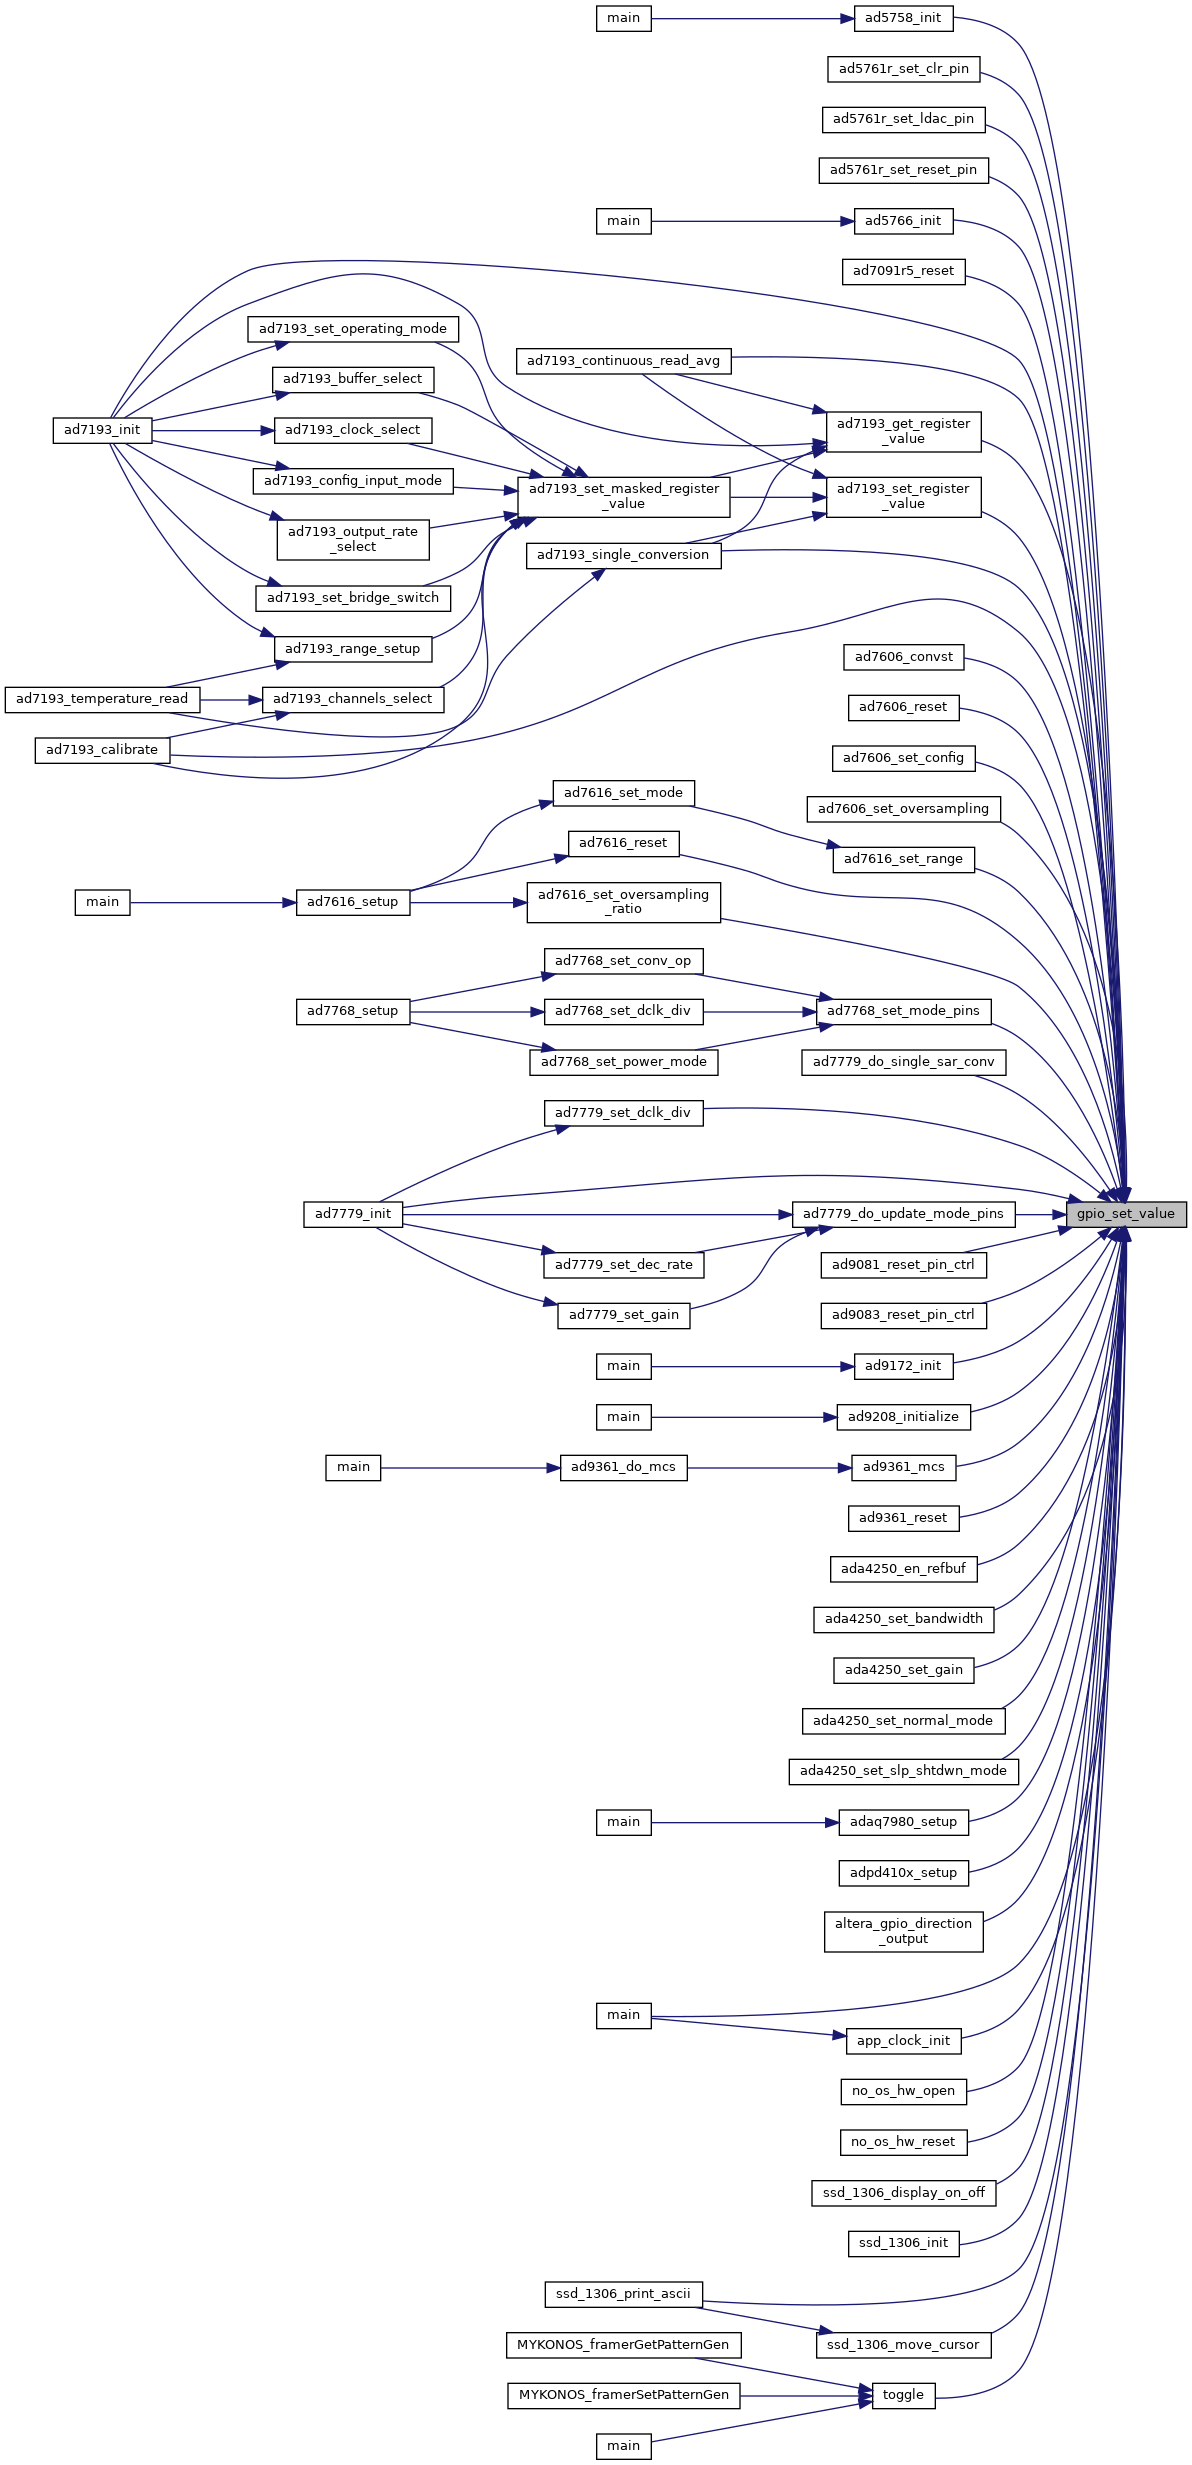 main
ad5758_init
ad5761r_set_clr_pin
ad5761r_set_ldac_pin
ad5761r_set_reset_pin
main
ad5766_init
ad7091r5_reset
ad7193_set_operating_mode
ad7193_continuous_read_avg
ad7193_buffer_select
ad7193_init
ad7193_clock_select
ad7193_get_register
_value
ad7193_config_input_mode
ad7193_set_masked_register
_value
ad7193_set_register
_value
ad7193_output_rate
_select
ad7193_single_conversion
ad7193_set_bridge_switch
ad7193_range_setup
ad7606_convst
ad7193_temperature_read
ad7193_channels_select
ad7606_reset
ad7193_calibrate
ad7606_set_config
ad7616_set_mode
ad7606_set_oversampling
ad7616_reset
ad7616_set_range
main
ad7616_setup
ad7616_set_oversampling
_ratio
ad7768_set_conv_op
ad7768_setup
ad7768_set_dclk_div
ad7768_set_mode_pins
ad7768_set_power_mode
ad7779_do_single_sar_conv
ad7779_set_dclk_div
ad7779_init
ad7779_do_update_mode_pins
gpio_set_value
ad7779_set_dec_rate
ad9081_reset_pin_ctrl
ad7779_set_gain
ad9083_reset_pin_ctrl
main
ad9172_init
main
ad9208_initialize
main
ad9361_do_mcs
ad9361_mcs
ad9361_reset
ada4250_en_refbuf
ada4250_set_bandwidth
ada4250_set_gain
ada4250_set_normal_mode
ada4250_set_slp_shtdwn_mode
main
adaq7980_setup
adpd410x_setup
altera_gpio_direction
_output
main
app_clock_init
no_os_hw_open
no_os_hw_reset
ssd_1306_display_on_off
ssd_1306_init
ssd_1306_print_ascii
MYKONOS_framerGetPatternGen
ssd_1306_move_cursor
MYKONOS_framerSetPatternGen
toggle
main